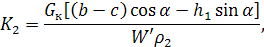 K₂ = Gк[(b − c) cos α − h₁ sin α] / W′ρ₂,